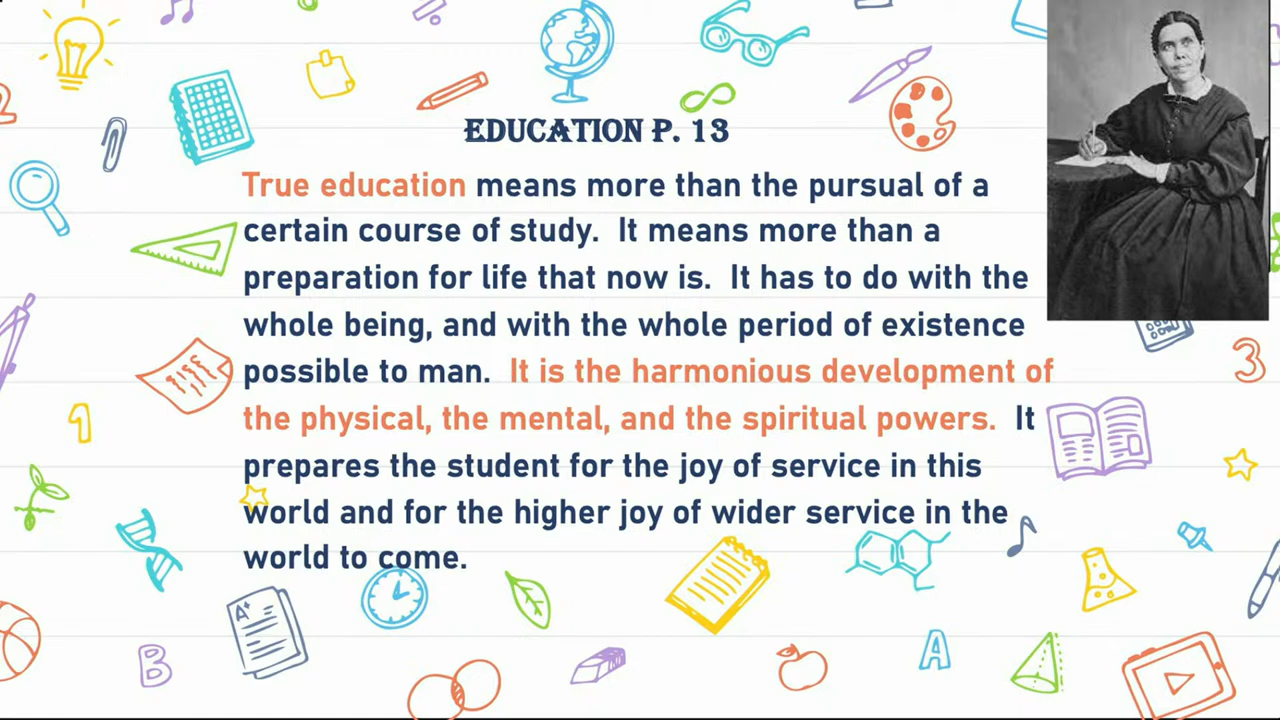 EDUCATION P. 13
True education means more than the pursual of a
certain course of study. It means more than a
preparation for life that now is. It has to do with the
whole being, and with the whole period of existence
possible to man. It is the harmonious development of
the physical, the mental, and the spiritual powers. It
prepares the student for the joy of service in this
world and for the higher joy of wider service in the
world to come.
2
3
1
A+
B
A